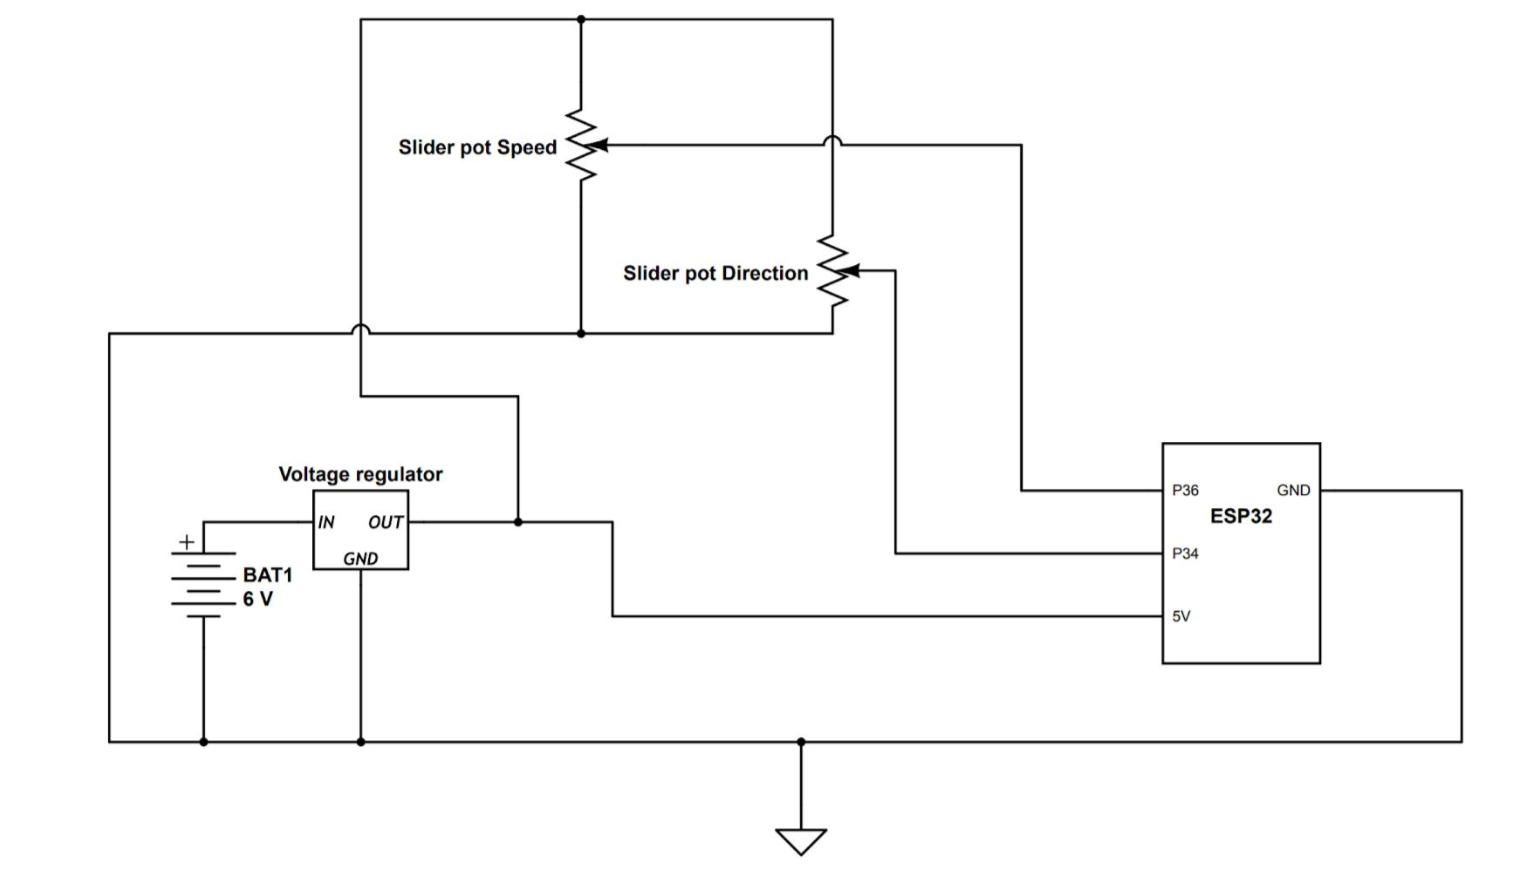 Slider pot Speed
Slider pot Direction
Voltage regulator
IN OUT
GND
+
BAT1
6 V
P36 GND
ESP32
P34
5V